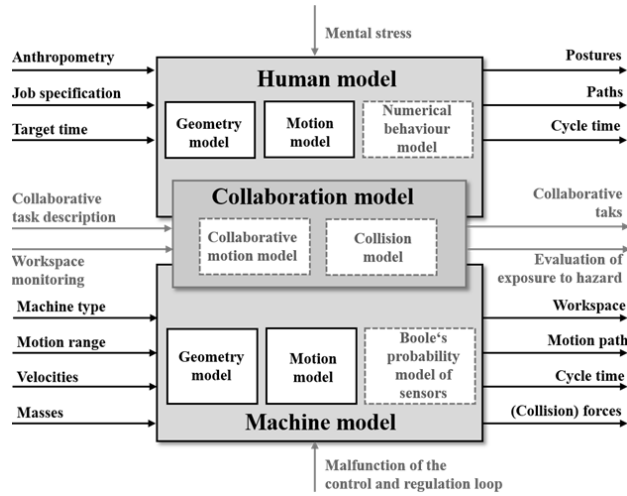 Mental stress
Anthropometry
Job specification
Target time
Human model
Geometry
model
Motion
model
Numerical
behaviour
model
Postures
Paths
Cycle time
Collaborative
task description
Workspace
monitoring
Collaboration model
Collaborative
motion model
Collision
model
Collaborative
taks
Evaluation of
exposure to hazard
Machine type
Motion range
Velocities
Masses
Geometry
model
Motion
model
Boole's
probability
model of
sensors
Machine model
Workspace
Motion path
Cycle time
(Collision) forces
Malfunction of the
control and regulation loop